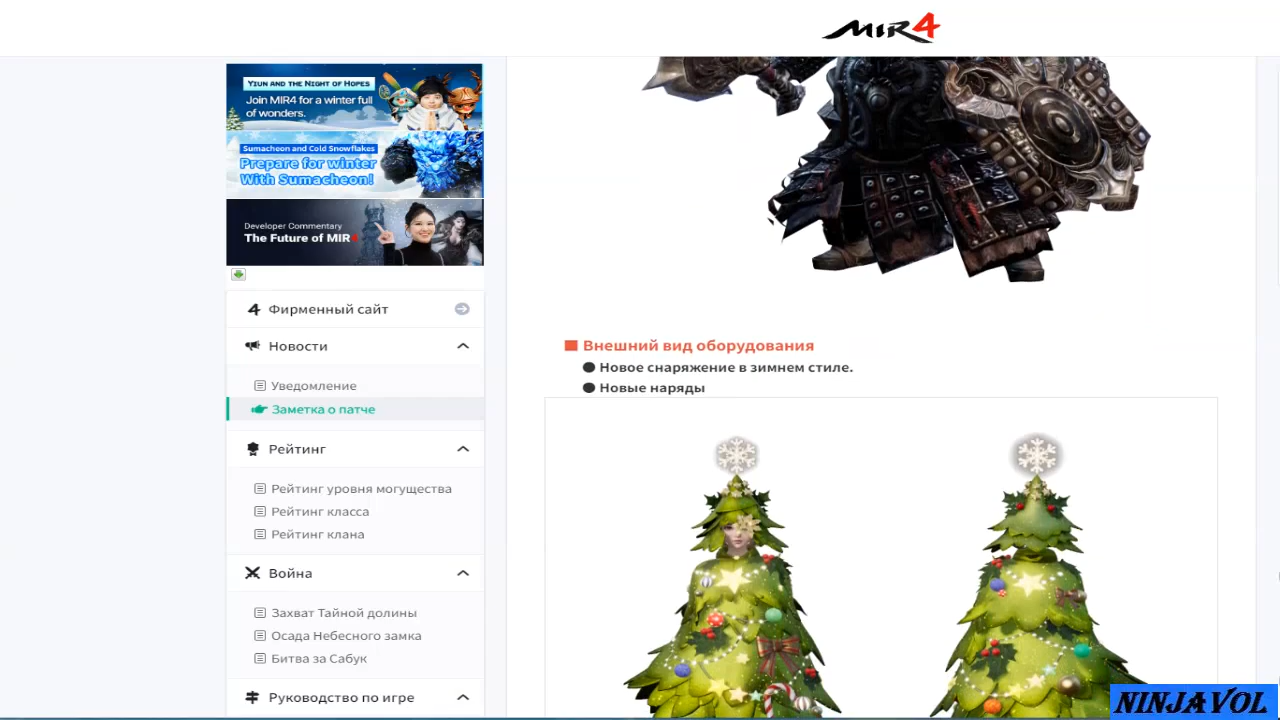 MIR4
YIUN AND THE NIGHT OF HOPES
Join MIR4 for a winter full
of wonders.
Sumacheon and Cold Snowflakes
Prepare for winter
With Sumacheon!
Developer Commentary
The Future of MIR4
4 Фирменный сайт
Новости
Уведомление
Заметка о патче
Рейтинг
Рейтинг уровня могущества
Рейтинг класса
Рейтинг клана
Война
Захват Тайной долины
Осада Небесного замка
Битва за Сабук
Руководство по игре
Внешний вид оборудования
Новое снаряжение в зимнем стиле.
Новые наряды
NINJAVOL